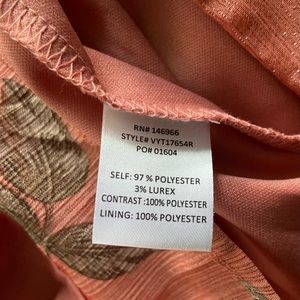 RN# 146966
STYLE# VYT17654R
PO# 01604
SELF: 97 % POLYESTER
3% LUREX
CONTRAST :100% POLYESTER
LINING: 100% POLYESTER